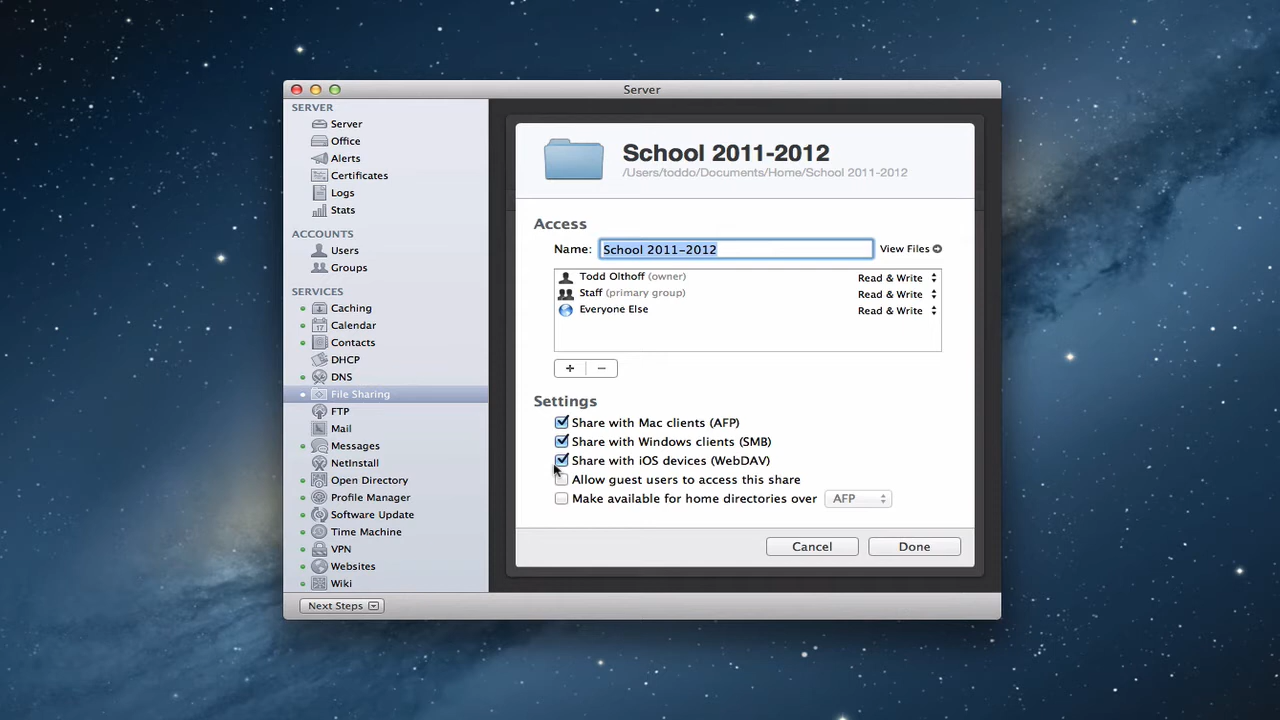 Server
SERVER
Server
Office
Alerts
Certificates
Logs
Stats
ACCOUNTS
Users
Groups
SERVICES
Caching
17 Calendar
Contacts
DHCP
DNS
File Sharing
FTP
Mail
Messages
NetInstall
Open Directory
Profile Manager
Software Update
Time Machine
VPN
Websites
Wiki
Next Steps
School 2011-2012
/Users/toddo/Documents/Home/School 2011-2012
Access
Name: School 2011-2012 View Files
Todd Olthoff (owner) Read & Write
Staff (primary group) Read & Write
Everyone Else Read & Write
+ −
Settings
Share with Mac clients (AFP)
Share with Windows clients (SMB)
Share with iOS devices (WebDAV)
Allow guest users to access this share
Make available for home directories over AFP
Cancel Done